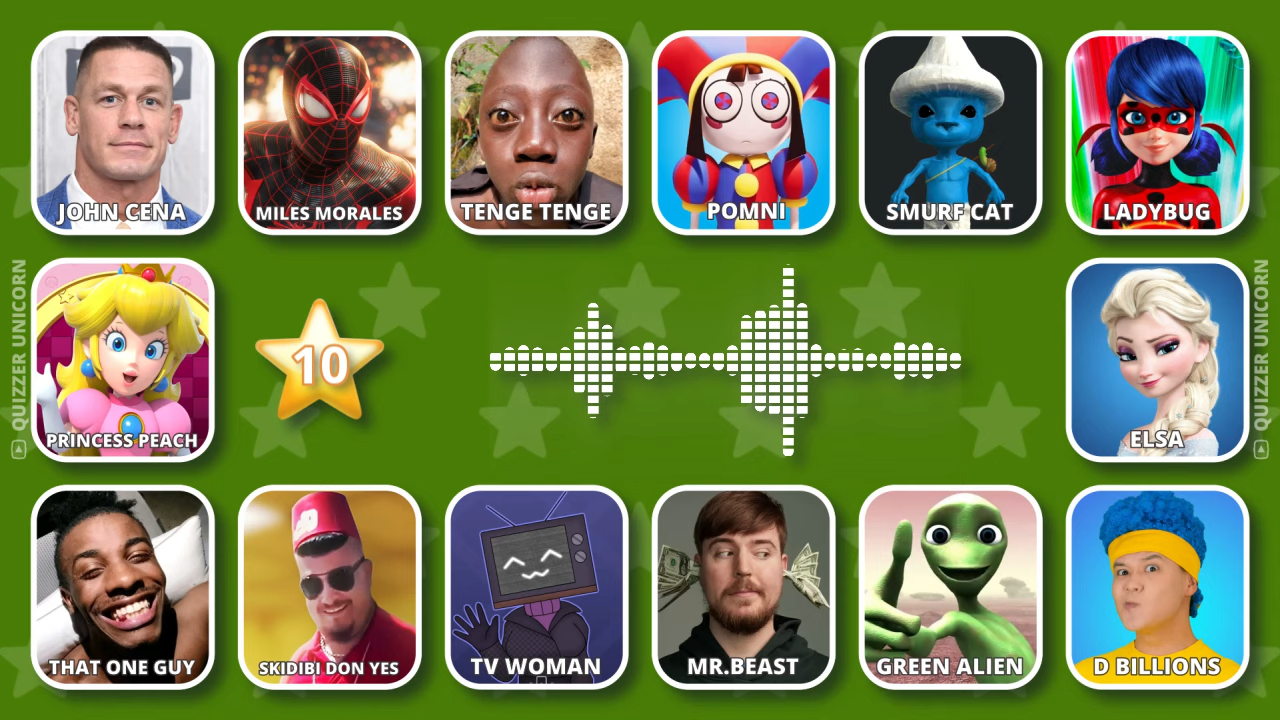 JOHN CENA
MILES MORALES
TENGE TENGE
POMNI
SMURF CAT
LADYBUG
QUIZZER UNICORN
PRINCESS PEACH
10
ELSA
QUIZZER UNICORN
THAT ONE GUY
SKIDIBI DON YES
TV WOMAN
MR.BEAST
GREEN ALIEN
D BILLIONS